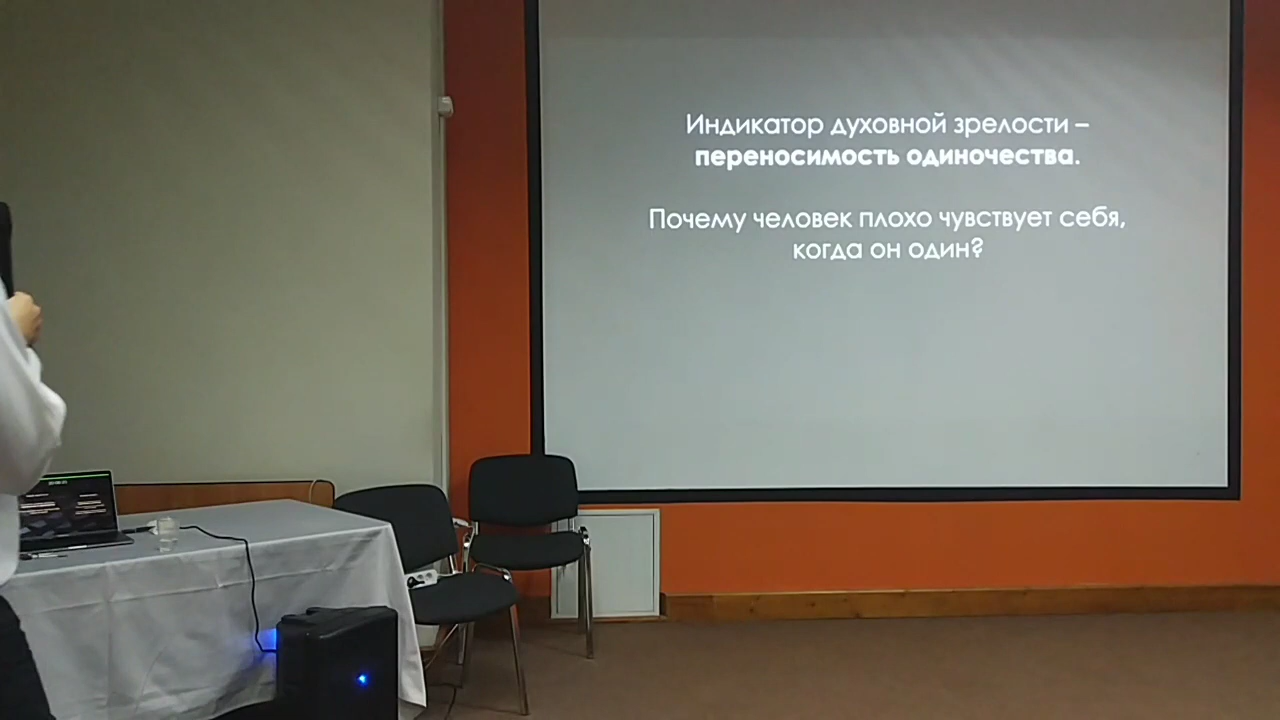 Индикатор духовной зрелости –
переносимость одиночества.
Почему человек плохо чувствует себя,
когда он один?